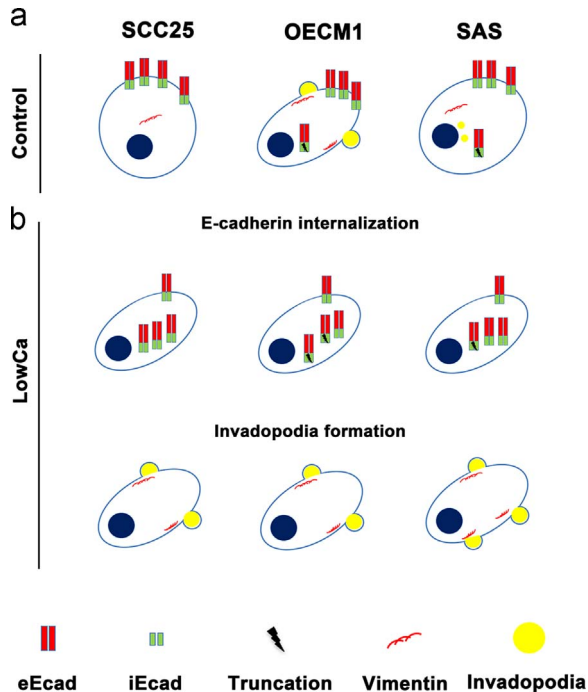 a
SCC25 OECM1 SAS
Control
b
E-cadherin internalization
LowCa
Invadopodia formation
eEcad iEcad Truncation Vimentin Invadopodia